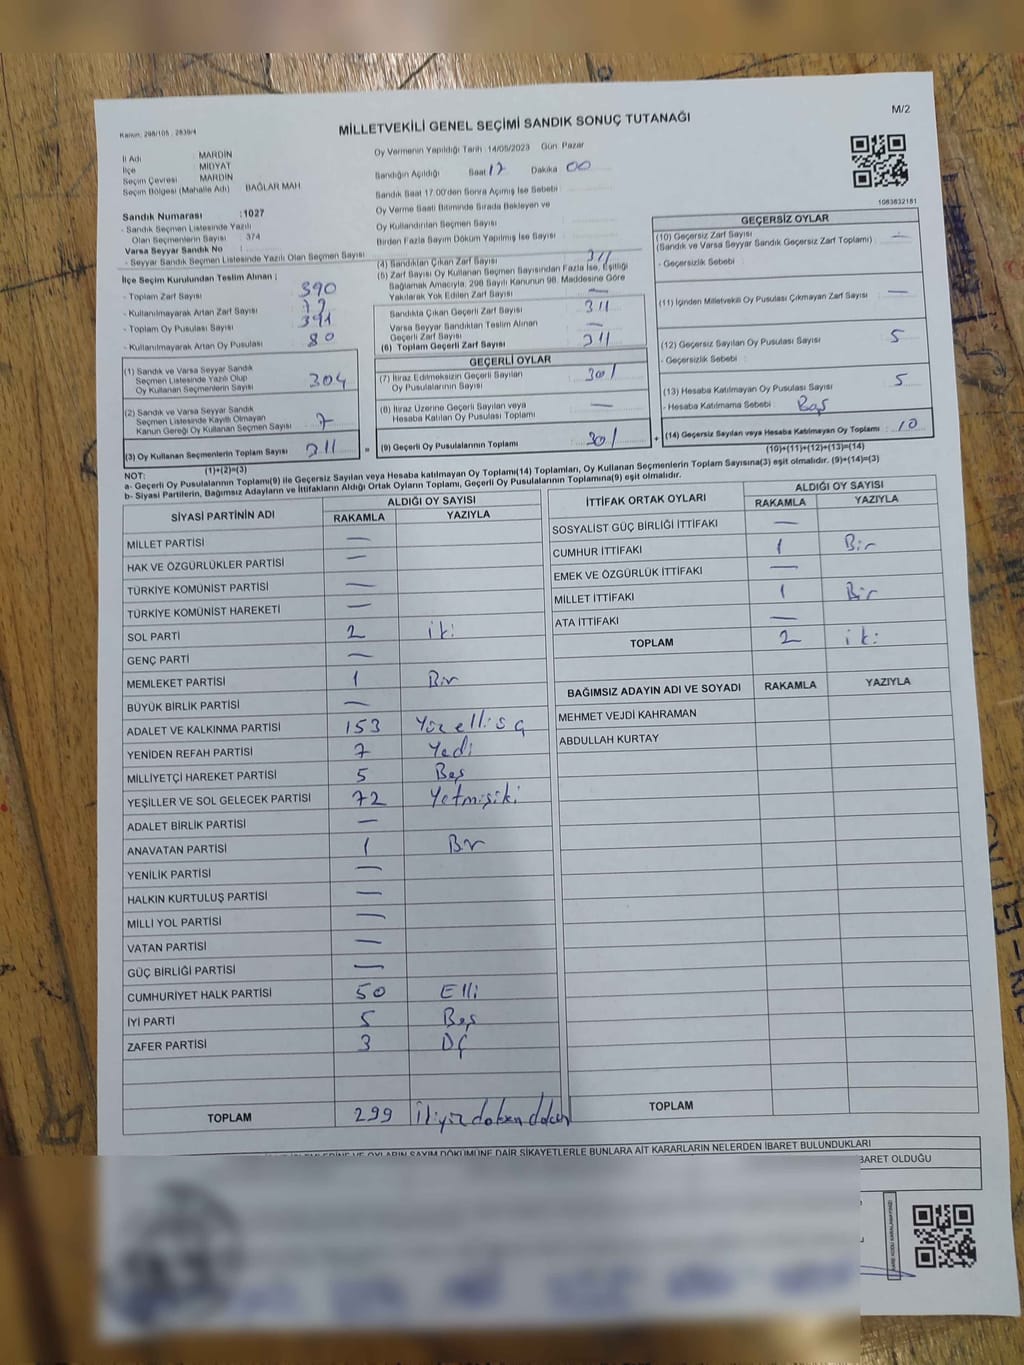 M/2
Kanun: 298/105 , 2839/4
MİLLETVEKİLİ GENEL SEÇİMİ SANDIK SONUÇ TUTANAĞI
İl Adı MARDİN
İlçe MİDYAT
Seçim Çevresi MARDİN
Seçim Bölgesi (Mahalle Adı) BAĞLAR MAH
Sandık Numarası : 1027
- Sandık Seçmen Listesinde Yazılı
Olan Seçmenlerin Sayısı : 374
Varsa Seyyar Sandık No :
- Seyyar Sandık Seçmen Listesinde Yazılı Olan Seçmen Sayısı
Oy Vermenin Yapıldığı Tarih :14/05/2023 Gün: Pazar
Sandığın Açıldığı Saat 17 Dakika 00
Sandık Saat 17.00'den Sonra Açılmış İse Sebebi :
Oy Verme Saati Bitiminde Sırada Bekleyen ve
Oy Kullandırılan Seçmen Sayısı
Birden Fazla Sayım Döküm Yapılmış İse Sayısı
1083632181
İlçe Seçim Kurulundan Teslim Alınan ;
- Toplam Zarf Sayısı 390
- Kullanılmayarak Artan Zarf Sayısı 79
- Toplam Oy Pusulası Sayısı 391
- Kullanılmayarak Artan Oy Pusulası 80
(1) Sandık ve Varsa Seyyar Sandık
Seçmen Listesinde Yazılı Olup
Oy Kullanan Seçmenlerin Sayısı 304
(2) Sandık ve Varsa Seyyar Sandık
Seçmen Listesinde Kayıtlı Olmayan
Kanun Gereği Oy Kullanan Seçmen Sayısı 7
(3) Oy Kullanan Seçmenlerin Toplam Sayısı 311
(1)+(2)=(3)
(4) Sandıktan Çıkan Zarf Sayısı 311
(5) Zarf Sayısı Oy Kullanan Seçmen Sayısından Fazla İse, Eşitliği
Sağlamak Amacıyla, 298 Sayılı Kanunun 98. Maddesine Göre
Yakılarak Yok Edilen Zarf Sayısı —
Sandıkta Çıkan Geçerli Zarf Sayısı 311
Varsa Seyyar Sandıktan Teslim Alınan
Geçerli Zarf Sayısı —
(6) Toplam Geçerli Zarf Sayısı 311
GEÇERLİ OYLAR
(7) İtiraz Edilmeksizin Geçerli Sayılan
Oy Pusulalarının Sayısı 301
(8) İtiraz Üzerine Geçerli Sayılan veya
Hesaba Katılan Oy Pusulası Toplamı —
= (9) Geçerli Oy Pusulalarının Toplamı 301 +
GEÇERSİZ OYLAR
(10) Geçersiz Zarf Sayısı
(Sandık ve Varsa Seyyar Sandık Geçersiz Zarf Toplamı) : —
- Geçersizlik Sebebi :
(11) İçinden Milletvekili Oy Pusulası Çıkmayan Zarf Sayısı —
(12) Geçersiz Sayılan Oy Pusulası Sayısı 5
- Geçersizlik Sebebi :
(13) Hesaba Katılmayan Oy Pusulası Sayısı 5
- Hesaba Katılmama Sebebi : Boş
(14) Geçersiz Sayılan veya Hesaba Katılmayan Oy Toplamı : 10
(10)+(11)+(12)+(13)=(14)
NOT:
a- Geçerli Oy Pusulalarının Toplamı(9) ile Geçersiz Sayılan veya Hesaba katılmayan Oy Toplamı(14) Toplamları, Oy Kullanan Seçmenlerin Toplam Sayısına(3) eşit olmalıdır. (9)+(14)=(3)
b- Siyasi Partilerin, Bağımsız Adayların ve İttifakların Aldığı Ortak Oyların Toplamı, Geçerli Oy Pusulalarının Toplamına(9) eşit olmalıdır.
SİYASİ PARTİNİN ADI ALDIĞI OY SAYISI
RAKAMLA YAZIYLA
MİLLET PARTİSİ —
HAK VE ÖZGÜRLÜKLER PARTİSİ —
TÜRKİYE KOMÜNİST PARTİSİ —
TÜRKİYE KOMÜNİST HAREKETİ —
SOL PARTİ 2 iki
GENÇ PARTİ —
MEMLEKET PARTİSİ 1 Bir
BÜYÜK BİRLİK PARTİSİ —
ADALET VE KALKINMA PARTİSİ 153 Yüz elli üç
YENİDEN REFAH PARTİSİ 7 Yedi
MİLLİYETÇİ HAREKET PARTİSİ 5 Beş
YEŞİLLER VE SOL GELECEK PARTİSİ 72 Yetmişiki
ADALET BİRLİK PARTİSİ —
ANAVATAN PARTİSİ 1 Bir
YENİLİK PARTİSİ —
HALKIN KURTULUŞ PARTİSİ —
MİLLİ YOL PARTİSİ —
VATAN PARTİSİ —
GÜÇ BİRLİĞİ PARTİSİ —
CUMHURİYET HALK PARTİSİ 50 Elli
İYİ PARTİ 5 Beş
ZAFER PARTİSİ 3 Üç
TOPLAM 299
İTTİFAK ORTAK OYLARI ALDIĞI OY SAYISI
RAKAMLA YAZIYLA
SOSYALİST GÜÇ BİRLİĞİ İTTİFAKI —
CUMHUR İTTİFAKI 1 Bir
EMEK VE ÖZGÜRLÜK İTTİFAKI —
MİLLET İTTİFAKI 1 Bir
ATA İTTİFAKI —
TOPLAM 2 iki
BAĞIMSIZ ADAYIN ADI VE SOYADI RAKAMLA YAZIYLA
MEHMET VEJDİ KAHRAMAN
ABDULLAH KURTAY
TOPLAM
OYLARIN SAYIM DÖKÜMÜNE DAİR ŞİKAYETLERLE BUNLARA AİT KARARLARIN NELERDEN İBARET BULUNDUKLARI
BARET OLDUĞU